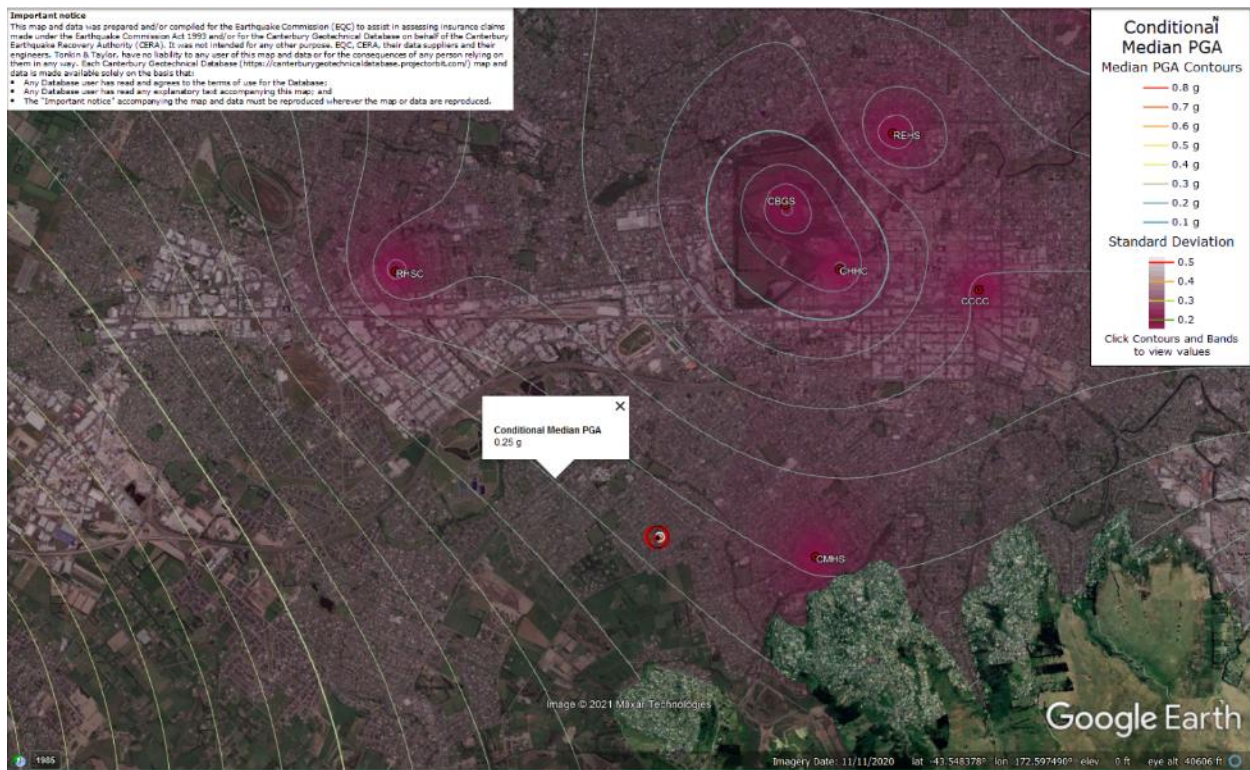 Important notice
This map and data was prepared and/or compiled for the Earthquake Commission (EQC) to assist in assessing insurance claims
made under the Earthquake Commission Act 1993 and/or for the Canterbury Geotechnical Database on behalf of the Canterbury
Earthquake Recovery Authority (CERA). It was not intended for any other purpose. EQC, CERA, their data suppliers and their
engineers, Tonkin & Taylor, have no liability to any user of this map and data or for the consequences of any person relying on
them in any way. Each Canterbury Geotechnical Database (https://canterburygeotechnicaldatabase.projectorbit.com/) map and
data is made available solely on the basis that:
• Any Database user has read and agrees to the terms of use for the Database;
• Any Database user has read any explanatory text accompanying this map; and
• The "Important notice" accompanying the map and data must be reproduced wherever the map or data are reproduced.
N
Conditional
Median PGA
Median PGA Contours
0.8 g
0.7 g
0.6 g
0.5 g
0.4 g
0.3 g
0.2 g
0.1 g
Standard Deviation
0.5
0.4
0.3
0.2
Click Contours and Bands
to view values
REHS
CBGS
CHHC
RHSC
CCCC
Conditional Median PGA
0.25 g
CMHS
Image © 2021 Maxar Technologies
Google Earth
1985
Imagery Date: 11/11/2020 lat -43.548378° lon 172.597490° elev 0 ft eye alt 40606 ft